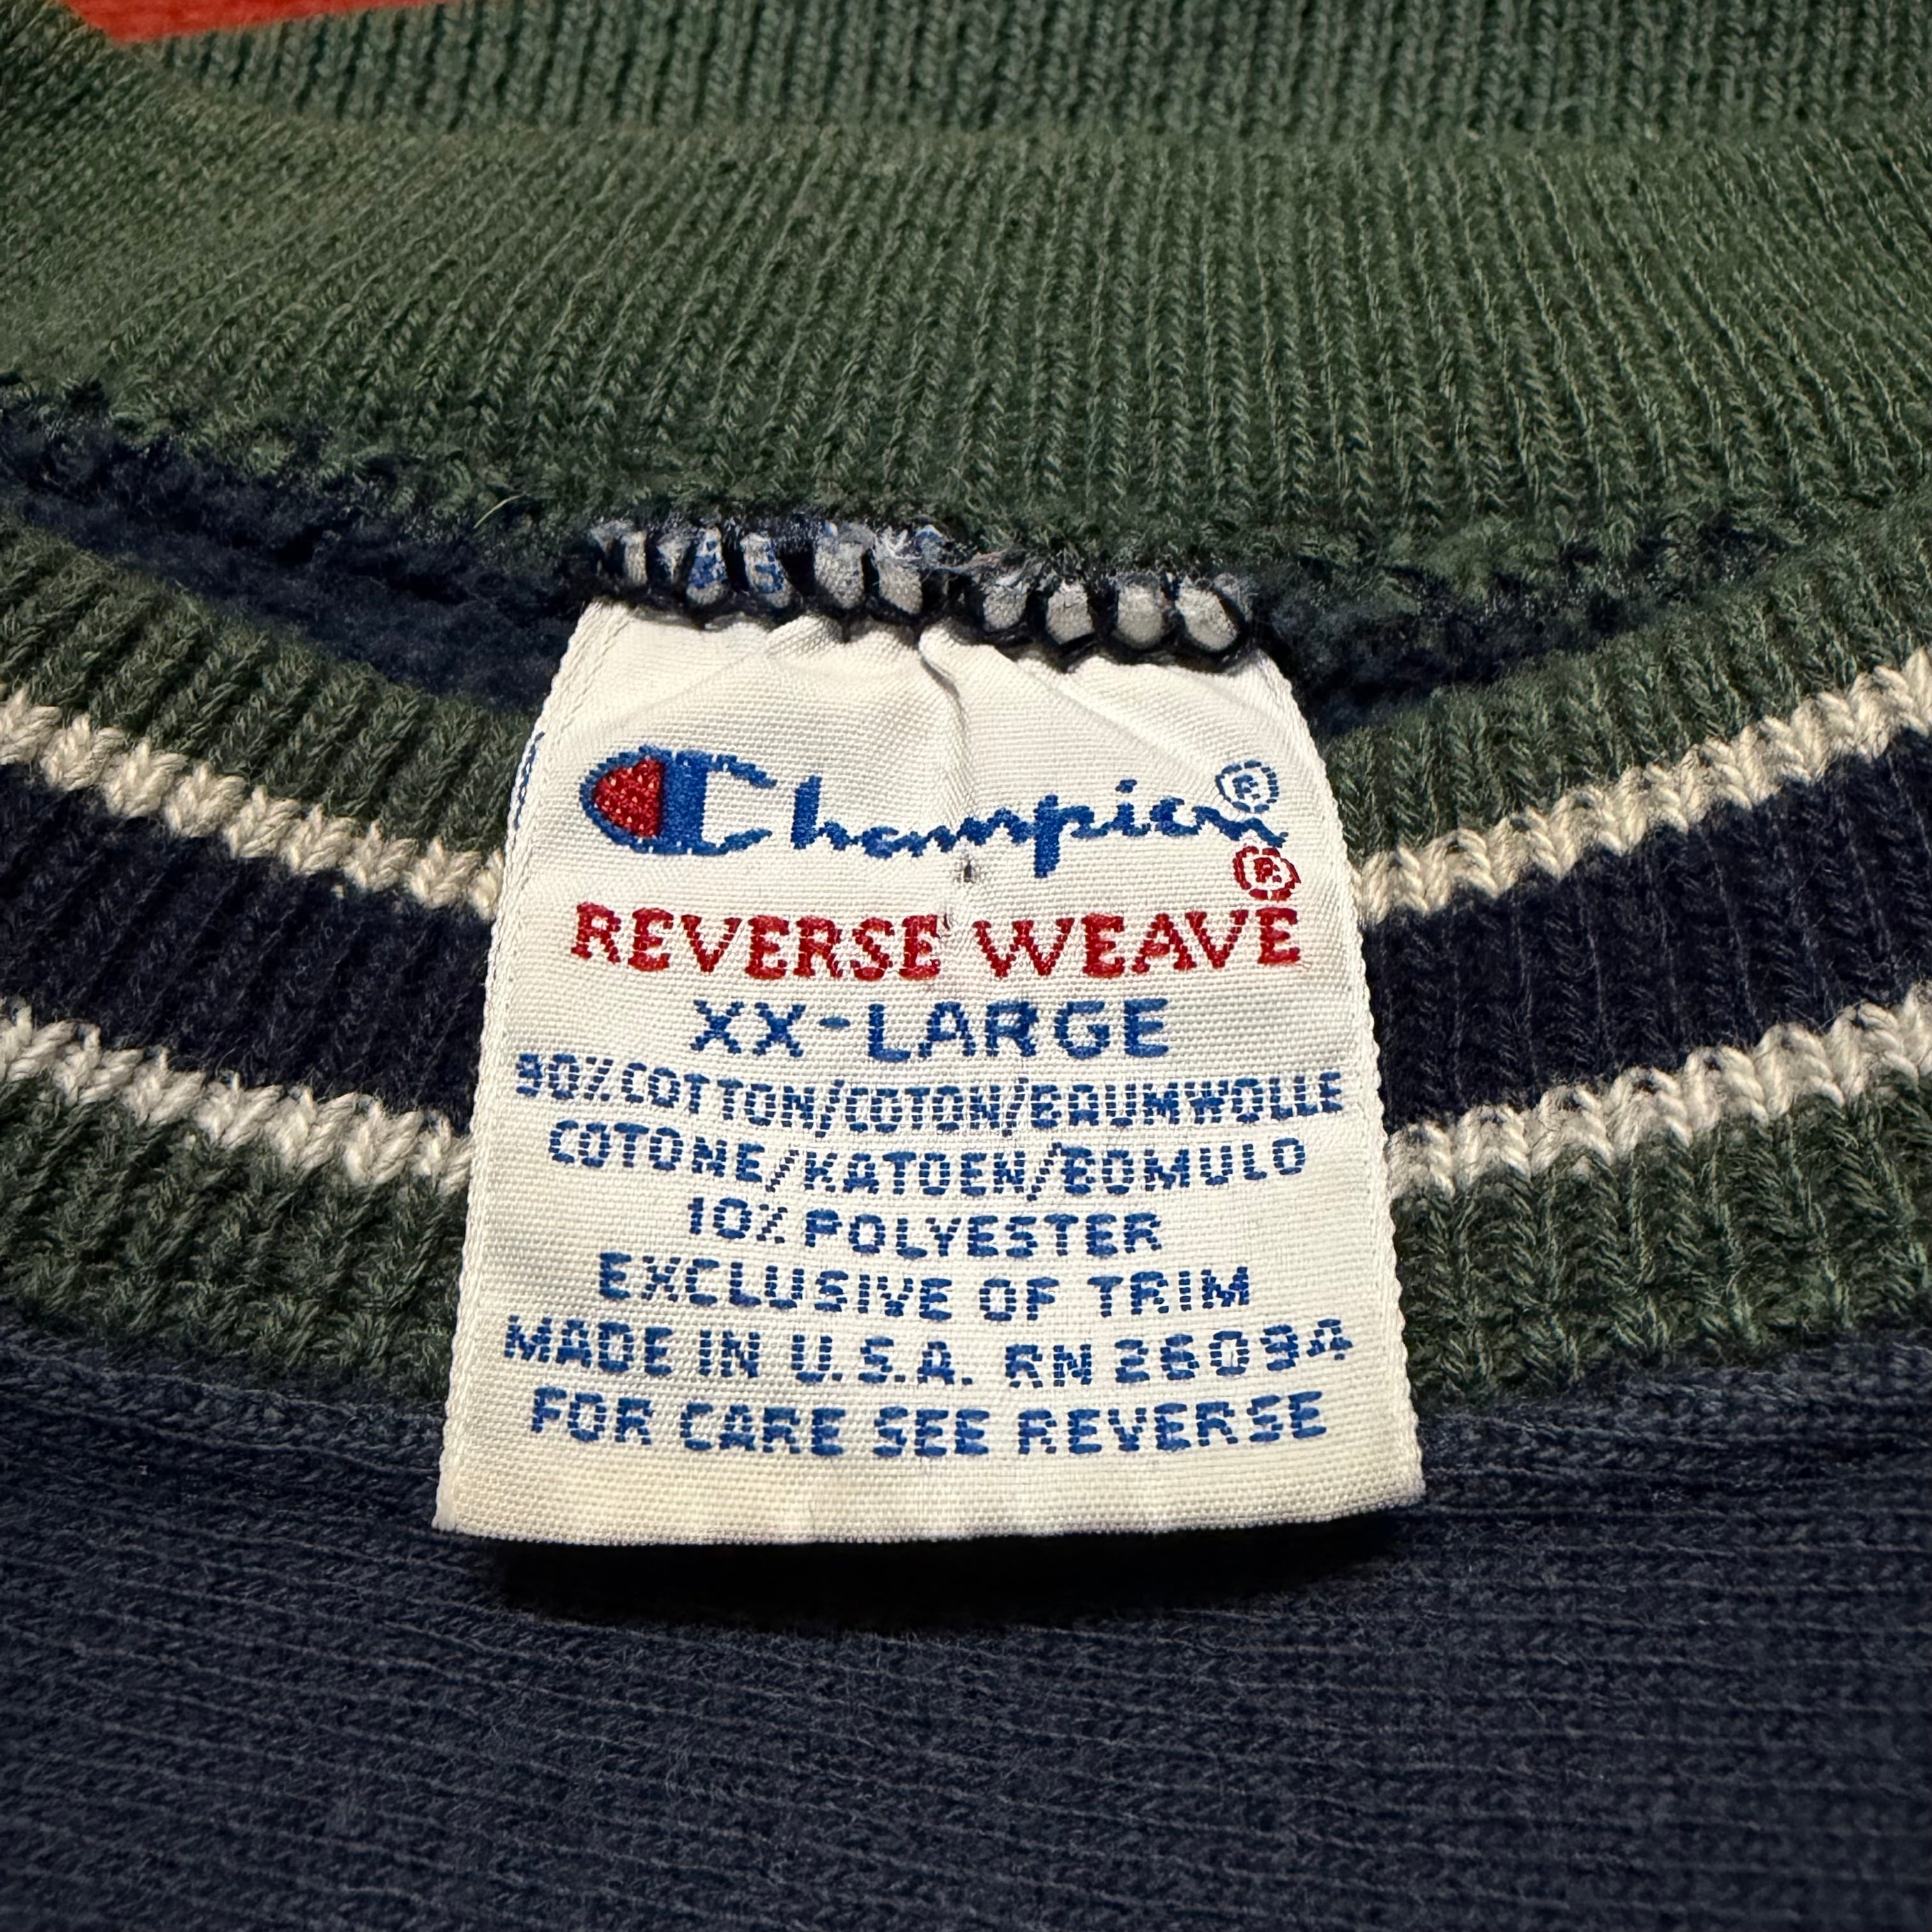 Champion®
®
REVERSE WEAVE
XX-LARGE
90%COTTON/COTON/BAUMWOLLE
COTONE/KATOEN/BOMULD
10% POLYESTER
EXCLUSIVE OF TRIM
MADE IN U.S.A. RN 26094
FOR CARE SEE REVERSE